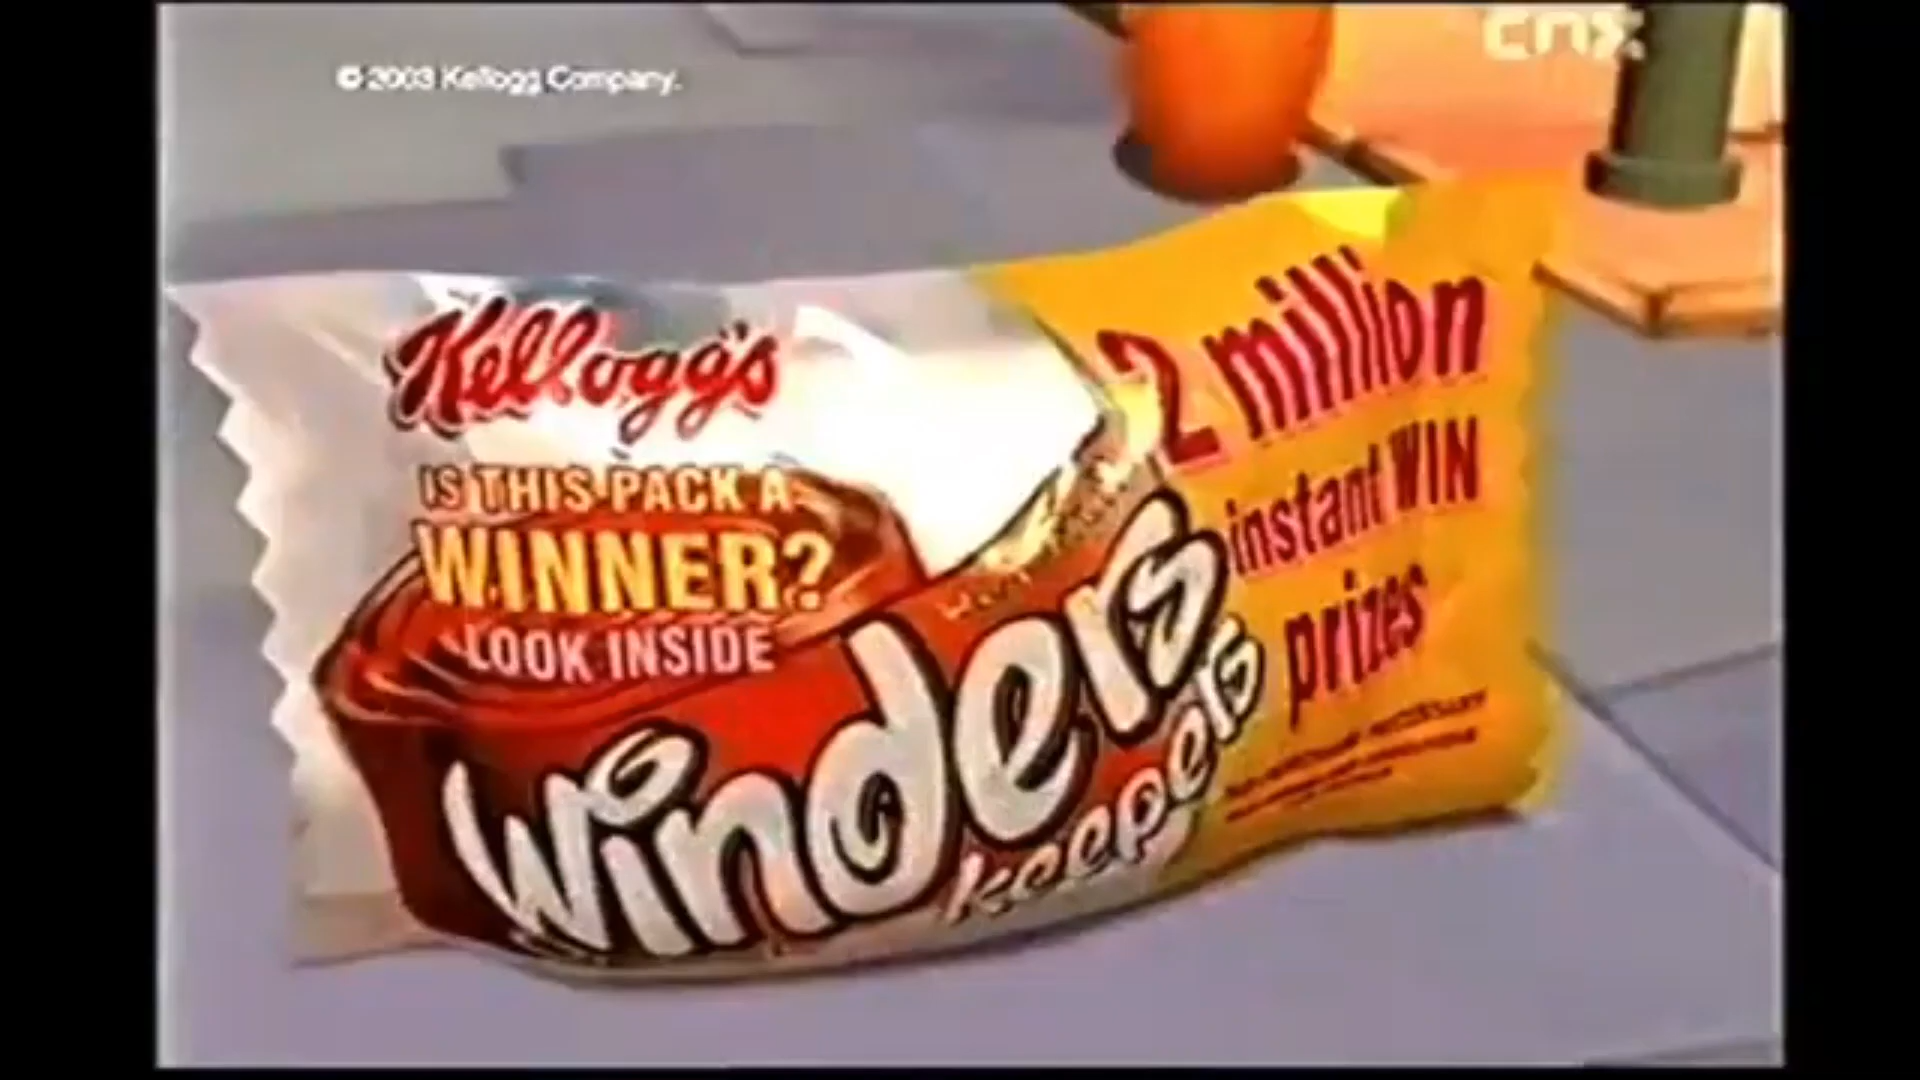 © 2003 Kellogg Company.
cnx
Kellogg's
IS THIS PACK A
WINNER?
LOOK INSIDE
winders
keepers
2 million
instant WIN
prizes